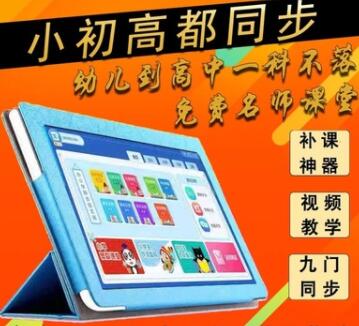 小初高都同步
幼儿到高中一科不落
免费名师课堂
补课
神器
视频
教学
九门
同步